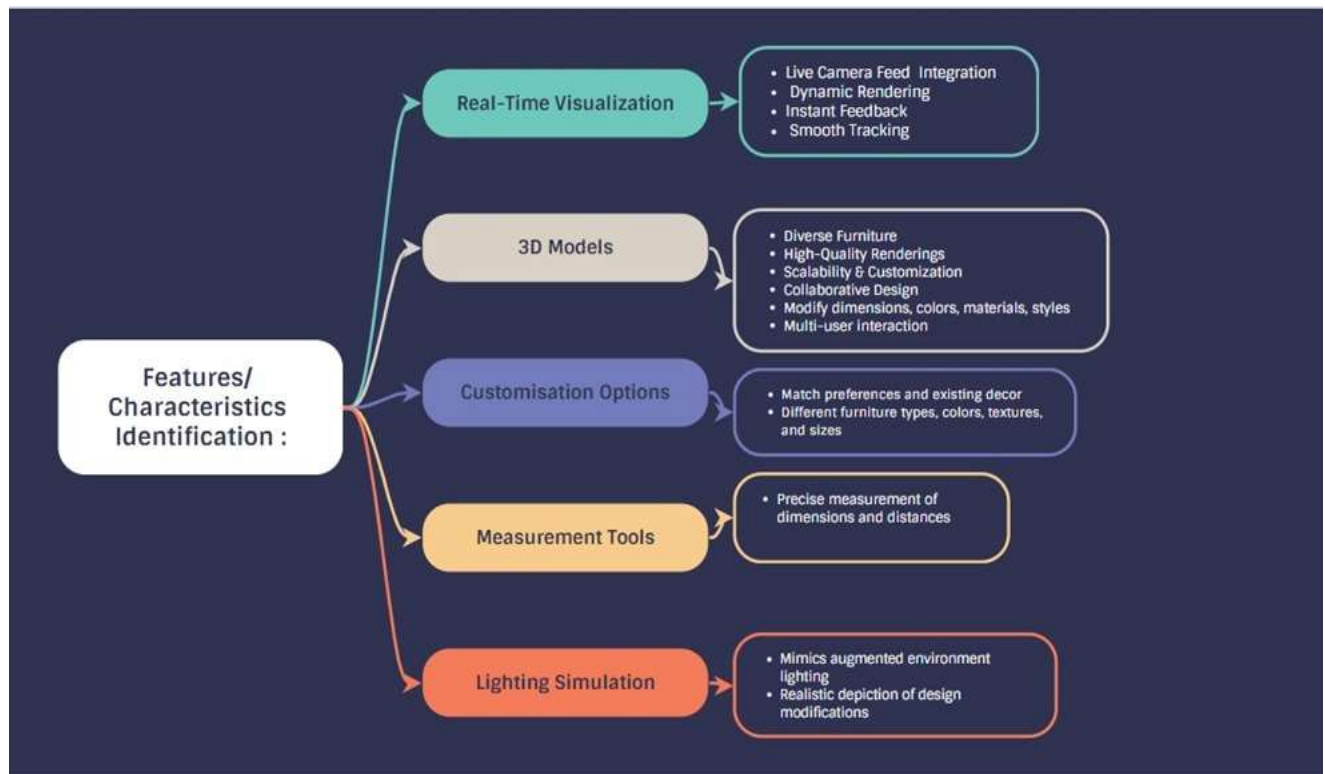 Features/
Characteristics
Identification :
Real-Time Visualization
• Live Camera Feed Integration
• Dynamic Rendering
• Instant Feedback
• Smooth Tracking
3D Models
• Diverse Furniture
• High-Quality Renderings
• Scalability & Customization
• Collaborative Design
• Modify dimensions, colors, materials, styles
• Multi-user interaction
Customisation Options
• Match preferences and existing decor
• Different furniture types, colors, textures,
and sizes
Measurement Tools
• Precise measurement of
dimensions and distances
Lighting Simulation
• Mimics augmented environment
lighting
• Realistic depiction of design
modifications